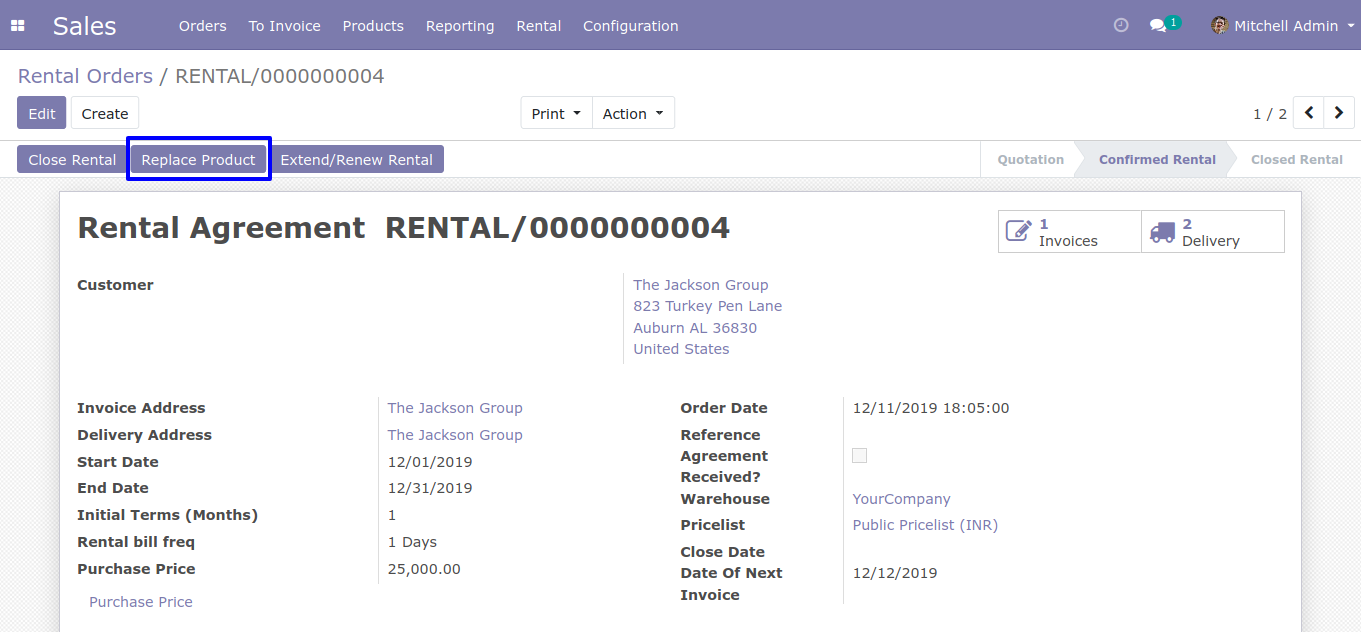 Sales Orders To Invoice Products Reporting Rental Configuration 1 Mitchell Admin
Rental Orders / RENTAL/0000000004
Edit Create Print Action 1 / 2
Close Rental Replace Product Extend/Renew Rental Quotation Confirmed Rental Closed Rental
Rental Agreement RENTAL/0000000004
1 Invoices
2 Delivery
Customer
The Jackson Group
823 Turkey Pen Lane
Auburn AL 36830
United States
Invoice Address The Jackson Group
Delivery Address The Jackson Group
Start Date 12/01/2019
End Date 12/31/2019
Initial Terms (Months) 1
Rental bill freq 1 Days
Purchase Price 25,000.00
Purchase Price
Order Date 12/11/2019 18:05:00
Reference
Agreement
Received?
Warehouse YourCompany
Pricelist Public Pricelist (INR)
Close Date
Date Of Next 12/12/2019
Invoice